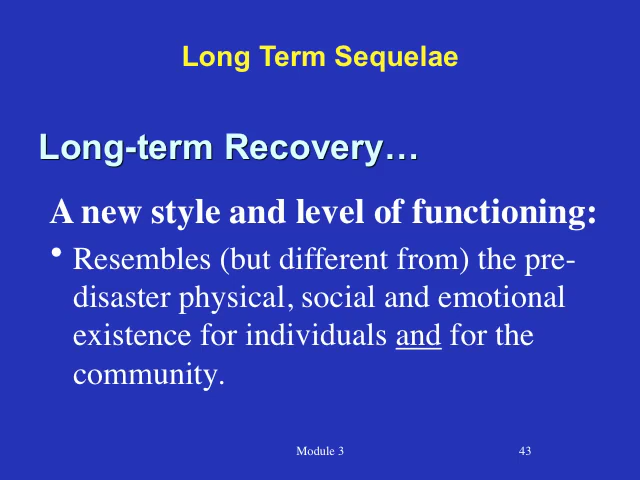 Long Term Sequelae
Long-term Recovery…
A new style and level of functioning:
• Resembles (but different from) the pre-
disaster physical, social and emotional
existence for individuals and for the
community.
Module 3
43